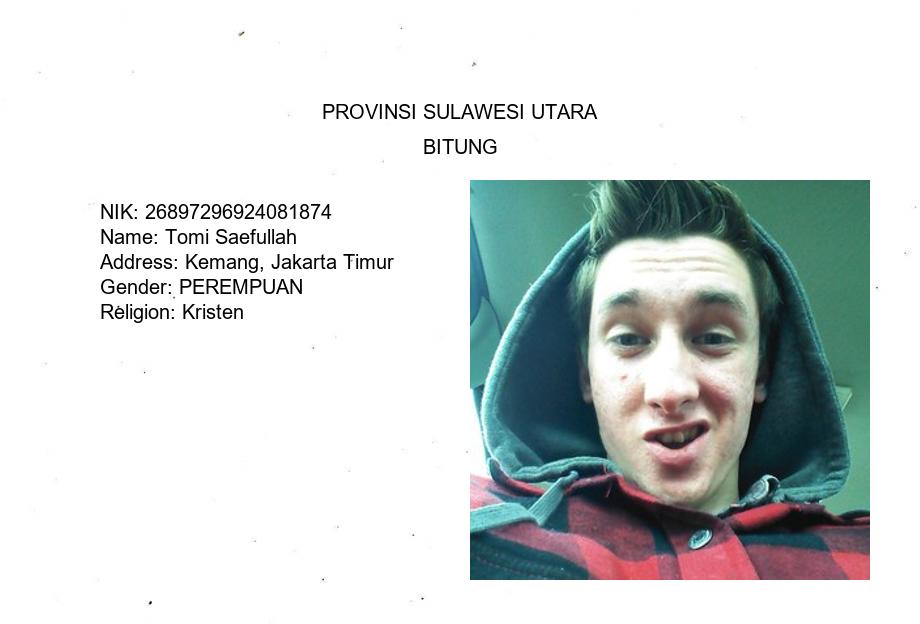 PROVINSI SULAWESI UTARA
BITUNG
NIK: 26897296924081874
Name: Tomi Saefullah
Address: Kemang, Jakarta Timur
Gender: PEREMPUAN
Religion: Kristen